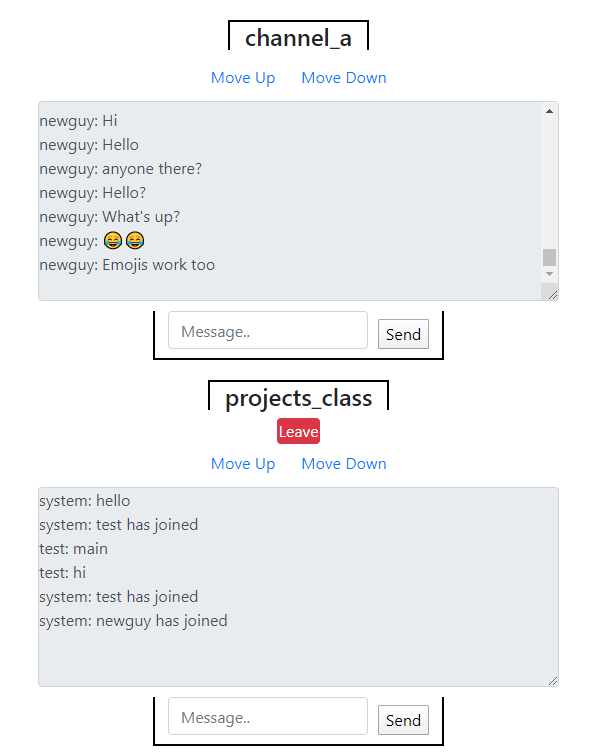 channel_a
Move Up Move Down
newguy: Hi
newguy: Hello
newguy: anyone there?
newguy: Hello?
newguy: What's up?
newguy: 😂😂
newguy: Emojis work too
Message.. Send
projects_class
Leave
Move Up Move Down
system: hello
system: test has joined
test: main
test: hi
system: test has joined
system: newguy has joined
Message.. Send